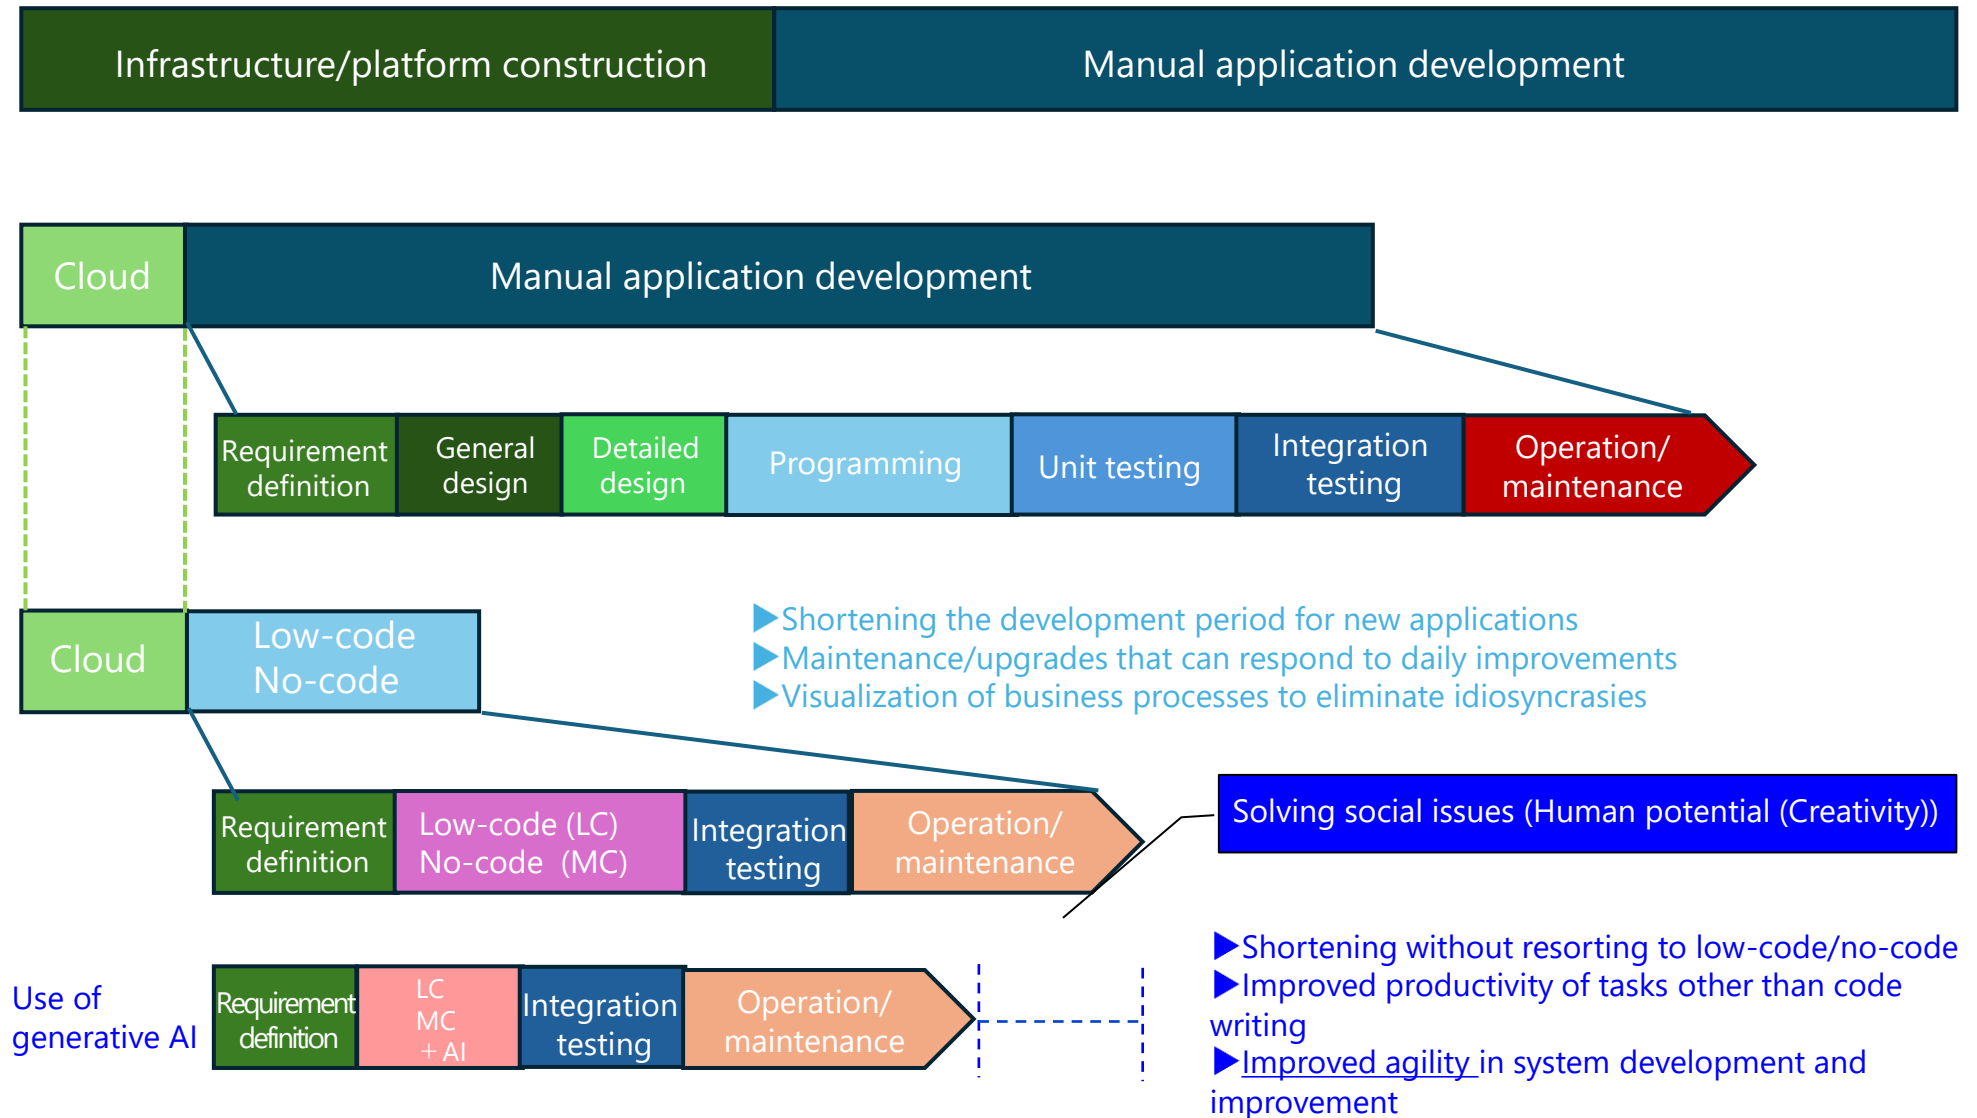 Infrastructure/platform construction
Manual application development
Cloud
Manual application development
Requirement
definition
General
design
Detailed
design
Programming
Unit testing
Integration
testing
Operation/
maintenance
Cloud
Low-code
No-code
▶Shortening the development period for new applications
▶Maintenance/upgrades that can respond to daily improvements
▶Visualization of business processes to eliminate idiosyncrasies
Requirement
definition
Low-code (LC)
No-code (MC)
Integration
testing
Operation/
maintenance
Solving social issues (Human potential (Creativity))
Use of
generative AI
Requirement
definition
LC
MC
＋AI
Integration
testing
Operation/
maintenance
▶Shortening without resorting to low-code/no-code
▶Improved productivity of tasks other than code
writing
▶Improved agility in system development and
improvement